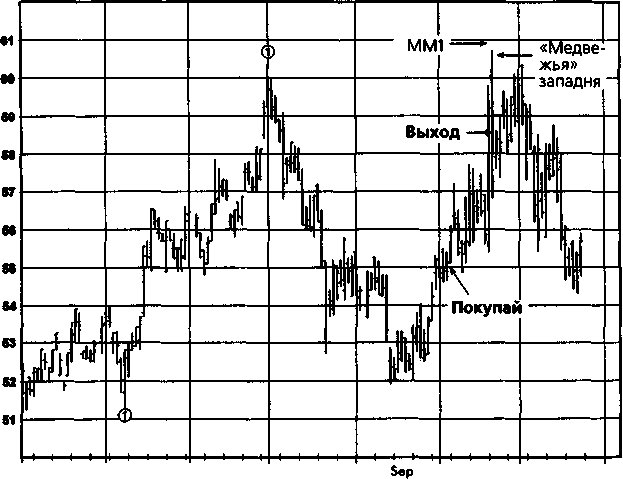 61
60
59
58
57
56
55
54
53
52
51
1
MM1
«Медве-
жья»
западня
Выход
Покупай
1
Sep